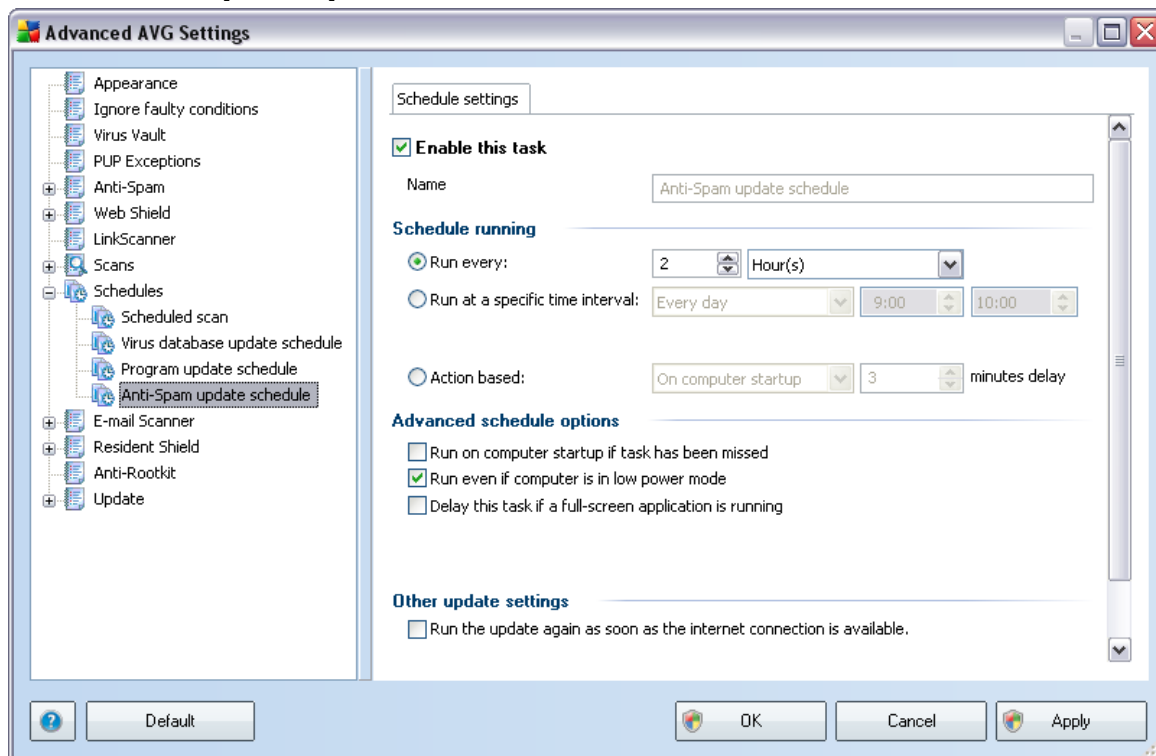 Advanced AVG Settings
Appearance
Ignore faulty conditions
Virus Vault
PUP Exceptions
Anti-Spam
Web Shield
LinkScanner
Scans
Schedules
Scheduled scan
Virus database update schedule
Program update schedule
Anti-Spam update schedule
E-mail Scanner
Resident Shield
Anti-Rootkit
Update
Schedule settings
Enable this task
Name Anti-Spam update schedule
Schedule running
Run every: 2 Hour(s)
Run at a specific time interval: Every day 9:00 10:00
Action based: On computer startup 3 minutes delay
Advanced schedule options
Run on computer startup if task has been missed
Run even if computer is in low power mode
Delay this task if a full-screen application is running
Other update settings
Run the update again as soon as the internet connection is available.
? Default OK Cancel Apply